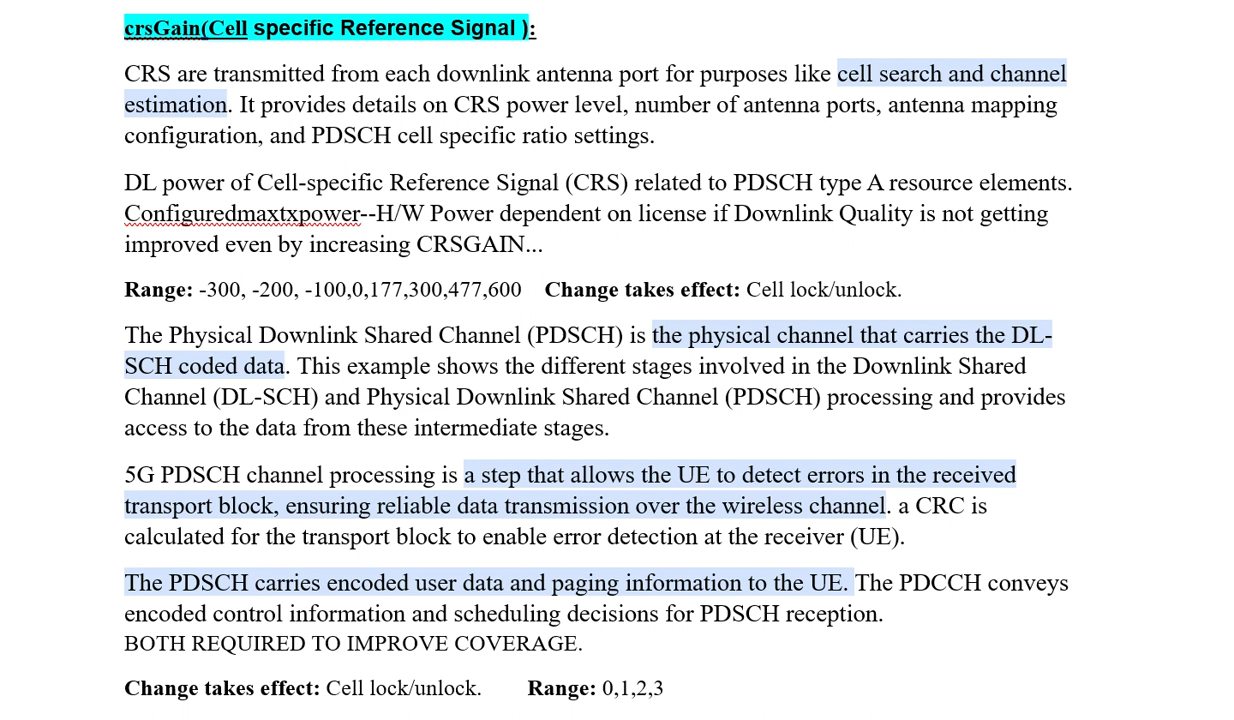 crsGain(Cell specific Reference Signal ):
CRS are transmitted from each downlink antenna port for purposes like cell search and channel
estimation. It provides details on CRS power level, number of antenna ports, antenna mapping
configuration, and PDSCH cell specific ratio settings.
DL power of Cell-specific Reference Signal (CRS) related to PDSCH type A resource elements.
Configuredmaxtxpower--H/W Power dependent on license if Downlink Quality is not getting
improved even by increasing CRSGAIN...
Range: -300, -200, -100,0,177,300,477,600 Change takes effect: Cell lock/unlock.
The Physical Downlink Shared Channel (PDSCH) is the physical channel that carries the DL-
SCH coded data. This example shows the different stages involved in the Downlink Shared
Channel (DL-SCH) and Physical Downlink Shared Channel (PDSCH) processing and provides
access to the data from these intermediate stages.
5G PDSCH channel processing is a step that allows the UE to detect errors in the received
transport block, ensuring reliable data transmission over the wireless channel. a CRC is
calculated for the transport block to enable error detection at the receiver (UE).
The PDSCH carries encoded user data and paging information to the UE. The PDCCH conveys
encoded control information and scheduling decisions for PDSCH reception.
BOTH REQUIRED TO IMPROVE COVERAGE.
Change takes effect: Cell lock/unlock. Range: 0,1,2,3